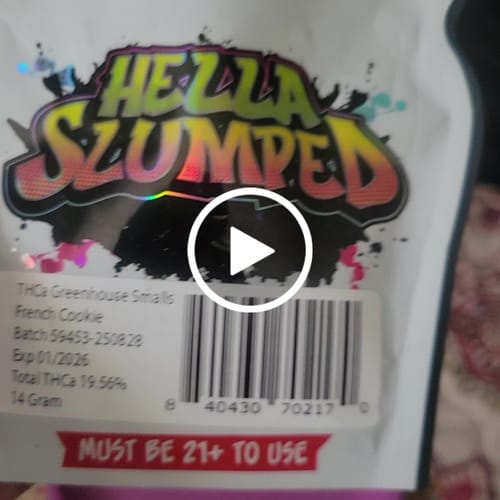 HELLA
SLUMPED
THCa Greenhouse Smalls
French Cookie
Batch 59453-250828
Exp 01/2026
Total THCa 19.56%
14 Gram
8 40430 70217 0
MUST BE 21+ TO USE